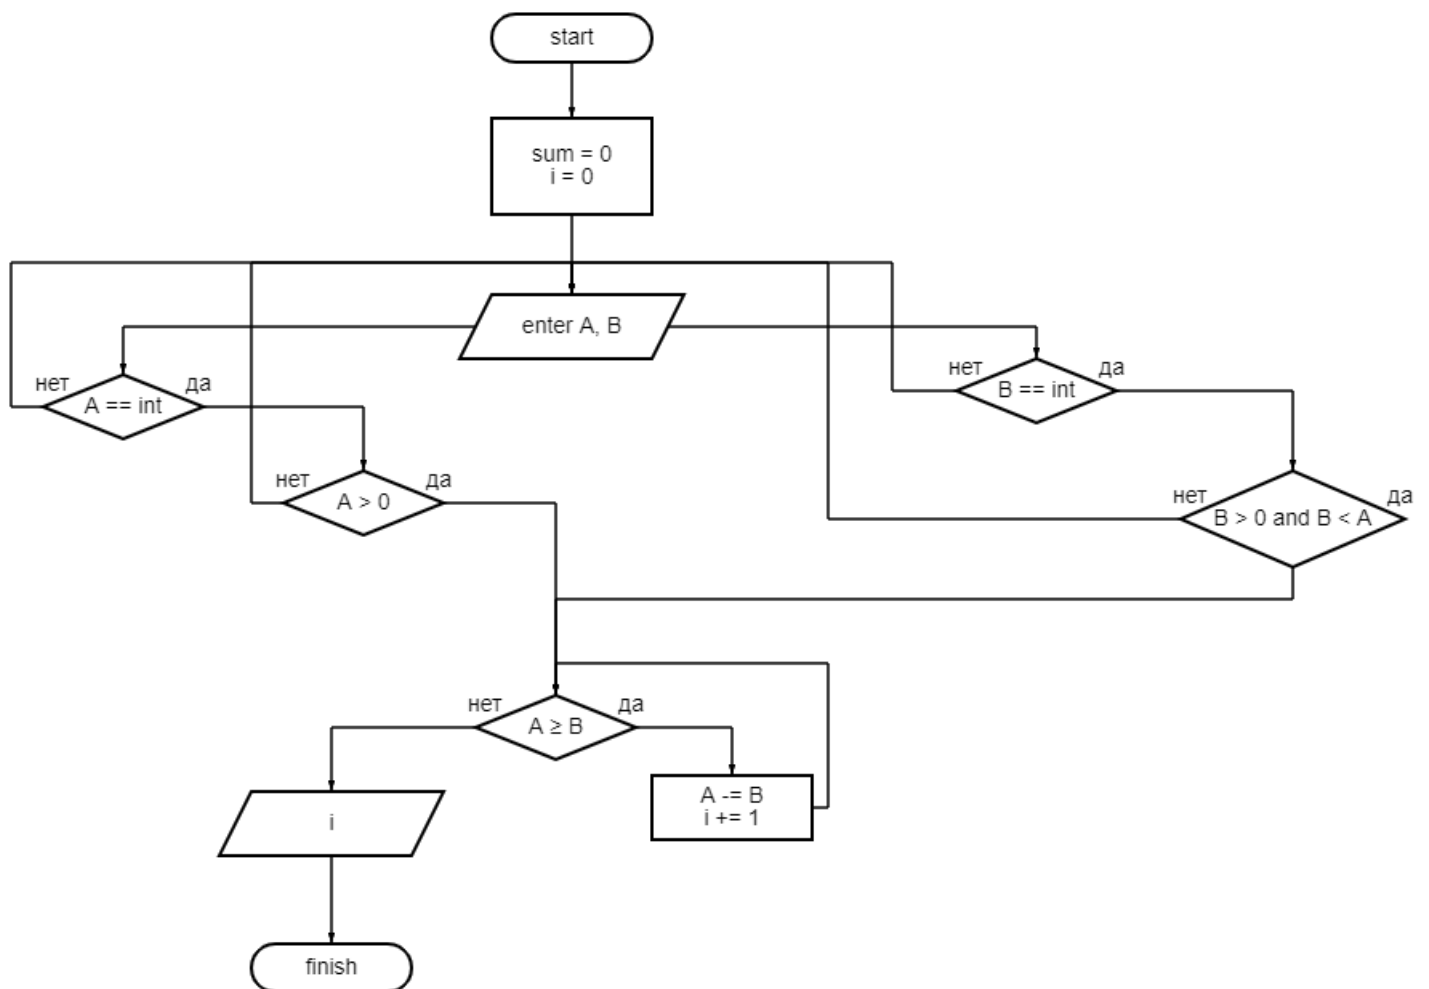 start
sum = 0
i = 0
enter A, B
нет
A == int
да
нет
B == int
да
нет
A > 0
да
нет
B > 0 and B < A
да
нет
A ≥ B
да
A -= B
i += 1
i
finish